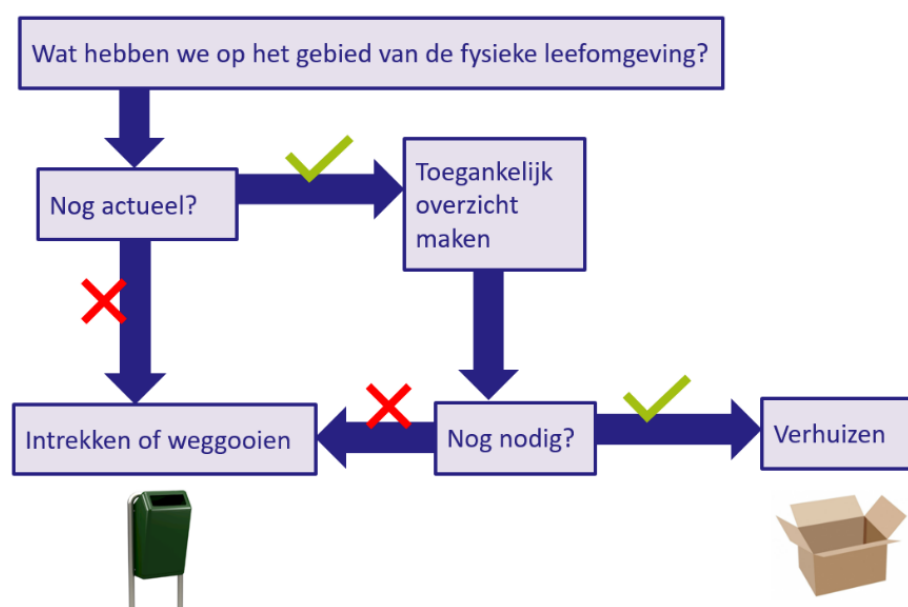 Wat hebben we op het gebied van de fysieke leefomgeving?
Nog actueel?
Toegankelijk
overzicht
maken
Intrekken of weggooien
Nog nodig?
Verhuizen